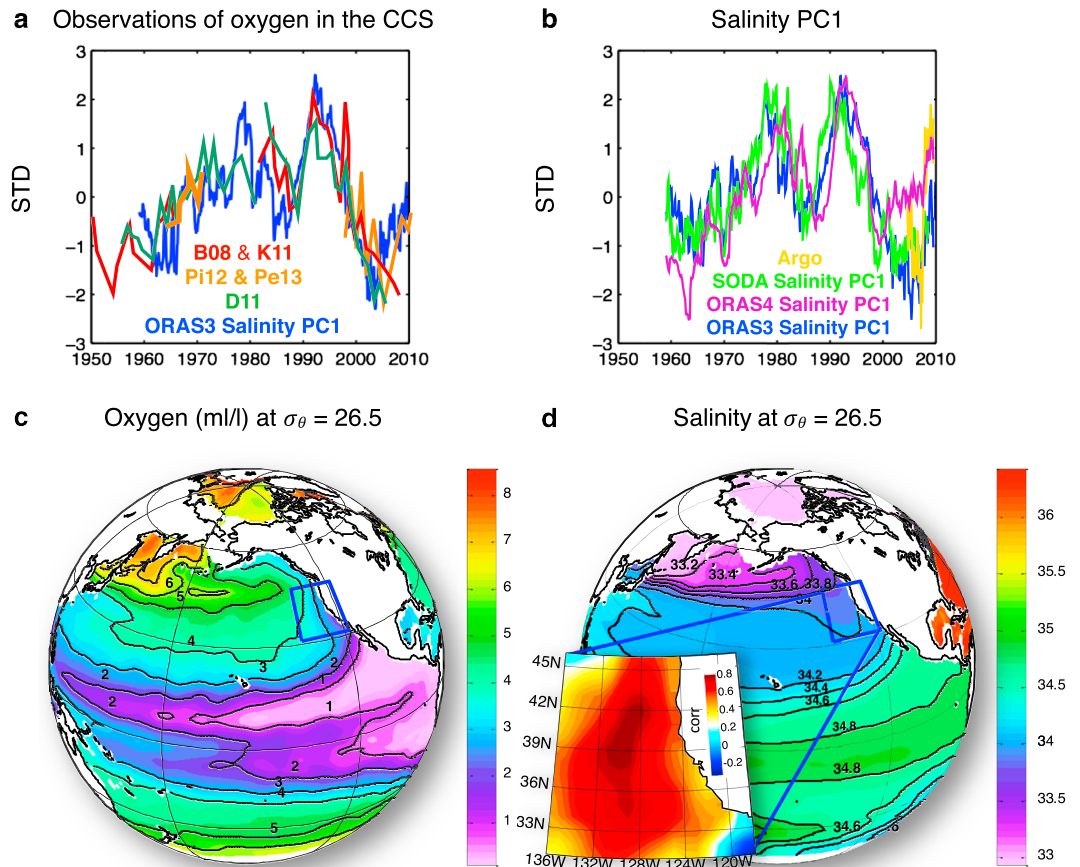 a Observations of oxygen in the CCS
3
2
1
0
−1
−2
−3
STD
B08 & K11
Pi12 & Pe13
D11
ORAS3 Salinity PC1
1950 1960 1970 1980 1990 2000 2010
b Salinity PC1
3
2
1
0
−1
−2
−3
STD
Argo
SODA Salinity PC1
ORAS4 Salinity PC1
ORAS3 Salinity PC1
1950 1960 1970 1980 1990 2000 2010
c Oxygen (ml/l) at σθ = 26.5
6
5
4
3
2
2
2
1
1
2
3
4
5
8
7
6
5
4
3
2
1
d Salinity at σθ = 26.5
33.2
33.4
33.6 33.8
34
34.2
34.4
34.6
34.8
34.8
34.6
36
35.5
35
34.5
34
33.5
33
45N
42N
39N
36N
33N
136W 132W 128W 124W 120W
corr
0.8
0.6
0.4
0.2
0
-0.2